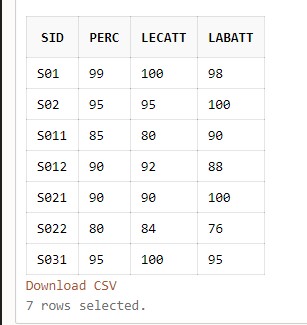 SID PERC LECATT LABATT
S01 99 100 98
S02 95 95 100
S011 85 80 90
S012 90 92 88
S021 90 90 100
S022 80 84 76
S031 95 100 95
Download CSV
7 rows selected.